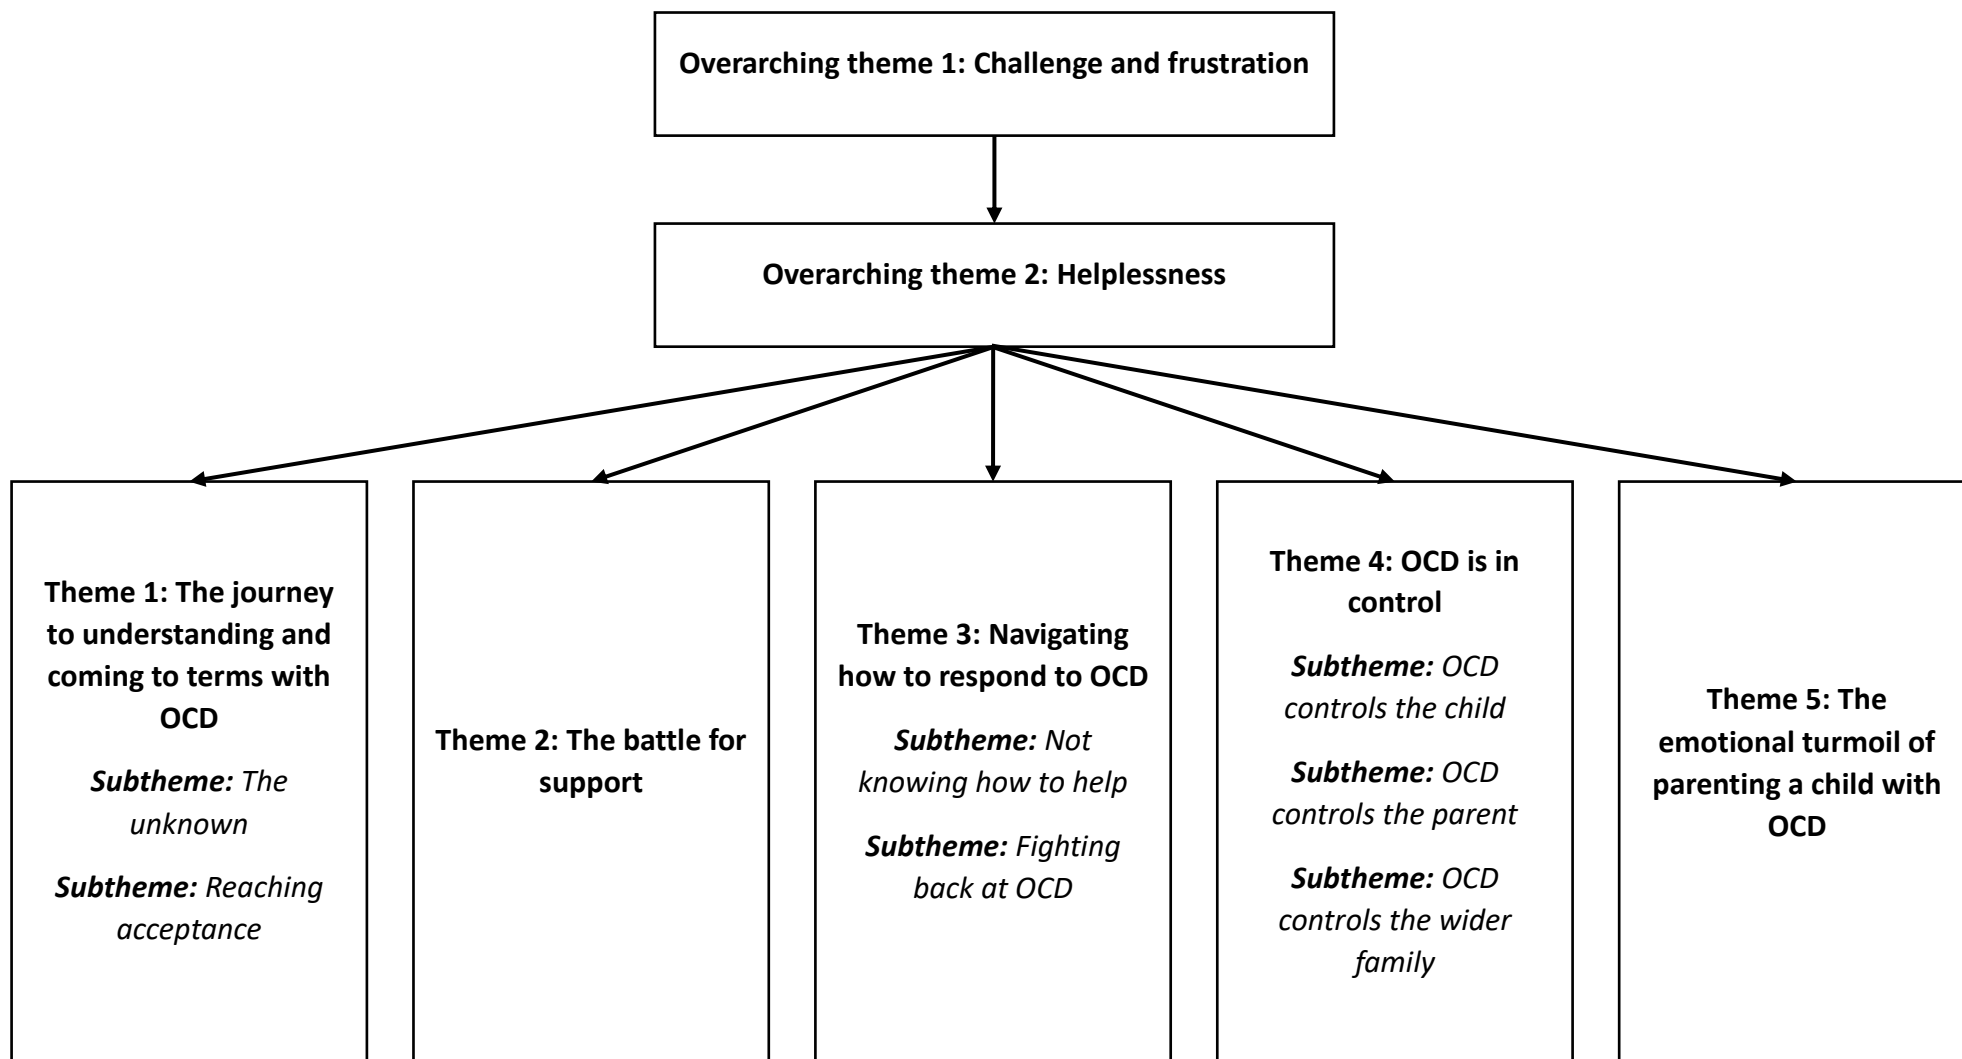 Overarching theme 1: Challenge and frustration
Overarching theme 2: Helplessness
Theme 1: The journey
to understanding and
coming to terms with
OCD
Subtheme: The
unknown
Subtheme: Reaching
acceptance
Theme 2: The battle for
support
Theme 3: Navigating
how to respond to OCD
Subtheme: Not
knowing how to help
Subtheme: Fighting
back at OCD
Theme 4: OCD is in
control
Subtheme: OCD
controls the child
Subtheme: OCD
controls the parent
Subtheme: OCD
controls the wider
family
Theme 5: The
emotional turmoil of
parenting a child with
OCD